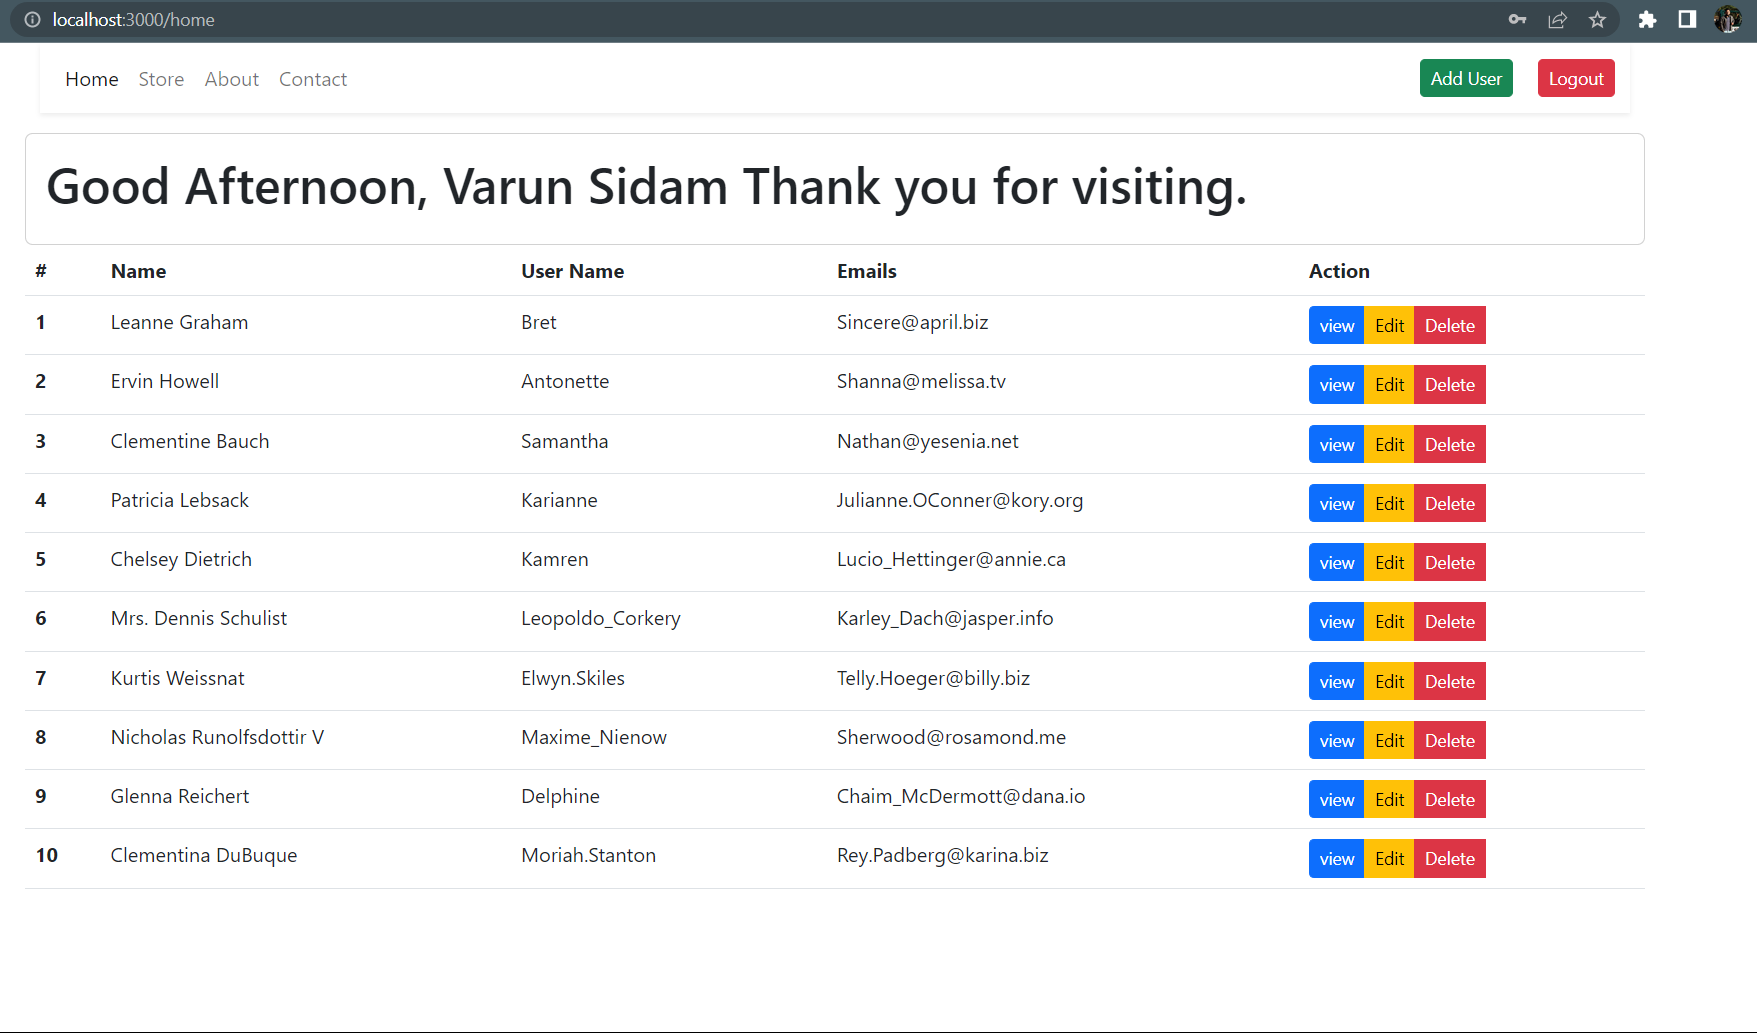 localhost:3000/home
Home Store About Contact Add User Logout
Good Afternoon, Varun Sidam Thank you for visiting.
# Name User Name Emails Action
1 Leanne Graham Bret Sincere@april.biz view Edit Delete
2 Ervin Howell Antonette Shanna@melissa.tv view Edit Delete
3 Clementine Bauch Samantha Nathan@yesenia.net view Edit Delete
4 Patricia Lebsack Karianne Julianne.OConner@kory.org view Edit Delete
5 Chelsey Dietrich Kamren Lucio_Hettinger@annie.ca view Edit Delete
6 Mrs. Dennis Schulist Leopoldo_Corkery Karley_Dach@jasper.info view Edit Delete
7 Kurtis Weissnat Elwyn.Skiles Telly.Hoeger@billy.biz view Edit Delete
8 Nicholas Runolfsdottir V Maxime_Nienow Sherwood@rosamond.me view Edit Delete
9 Glenna Reichert Delphine Chaim_McDermott@dana.io view Edit Delete
10 Clementina DuBuque Moriah.Stanton Rey.Padberg@karina.biz view Edit Delete